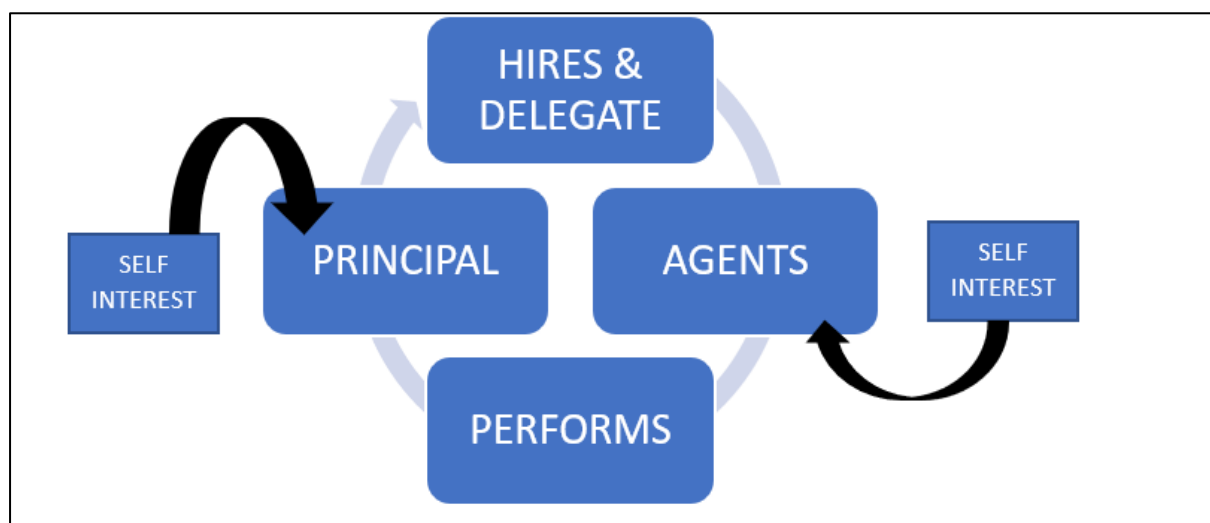 HIRES &
DELEGATE
PRINCIPAL
AGENTS
SELF
INTEREST
SELF
INTEREST
PERFORMS